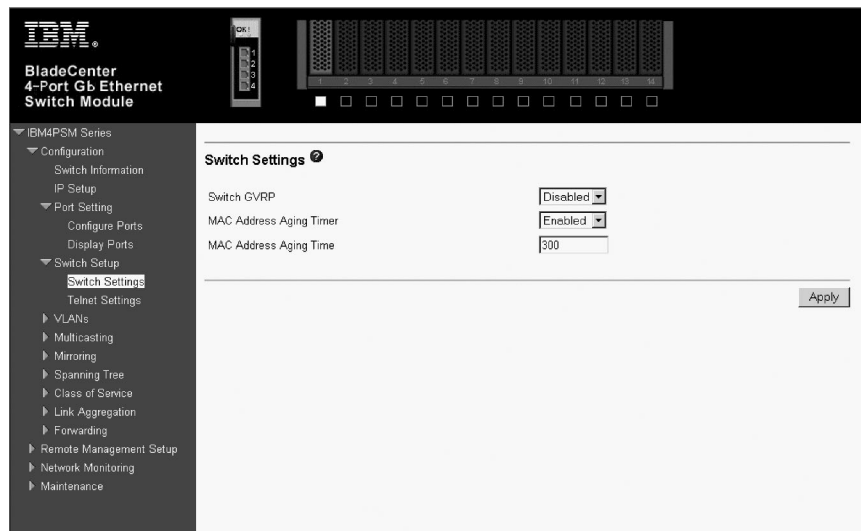 IBM®
BladeCenter
4-Port Gb Ethernet
Switch Module
OK !
1
2
3
4
1 2 3 4 5 6 7 8 9 10 11 12 13 14
IBM4PSM Series
Configuration
Switch Information
IP Setup
Port Setting
Configure Ports
Display Ports
Switch Setup
Switch Settings
Telnet Settings
VLANs
Multicasting
Mirroring
Spanning Tree
Class of Service
Link Aggregation
Forwarding
Remote Management Setup
Network Monitoring
Maintenance
Switch Settings ?
Switch GVRP Disabled
MAC Address Aging Timer Enabled
MAC Address Aging Time 300
Apply